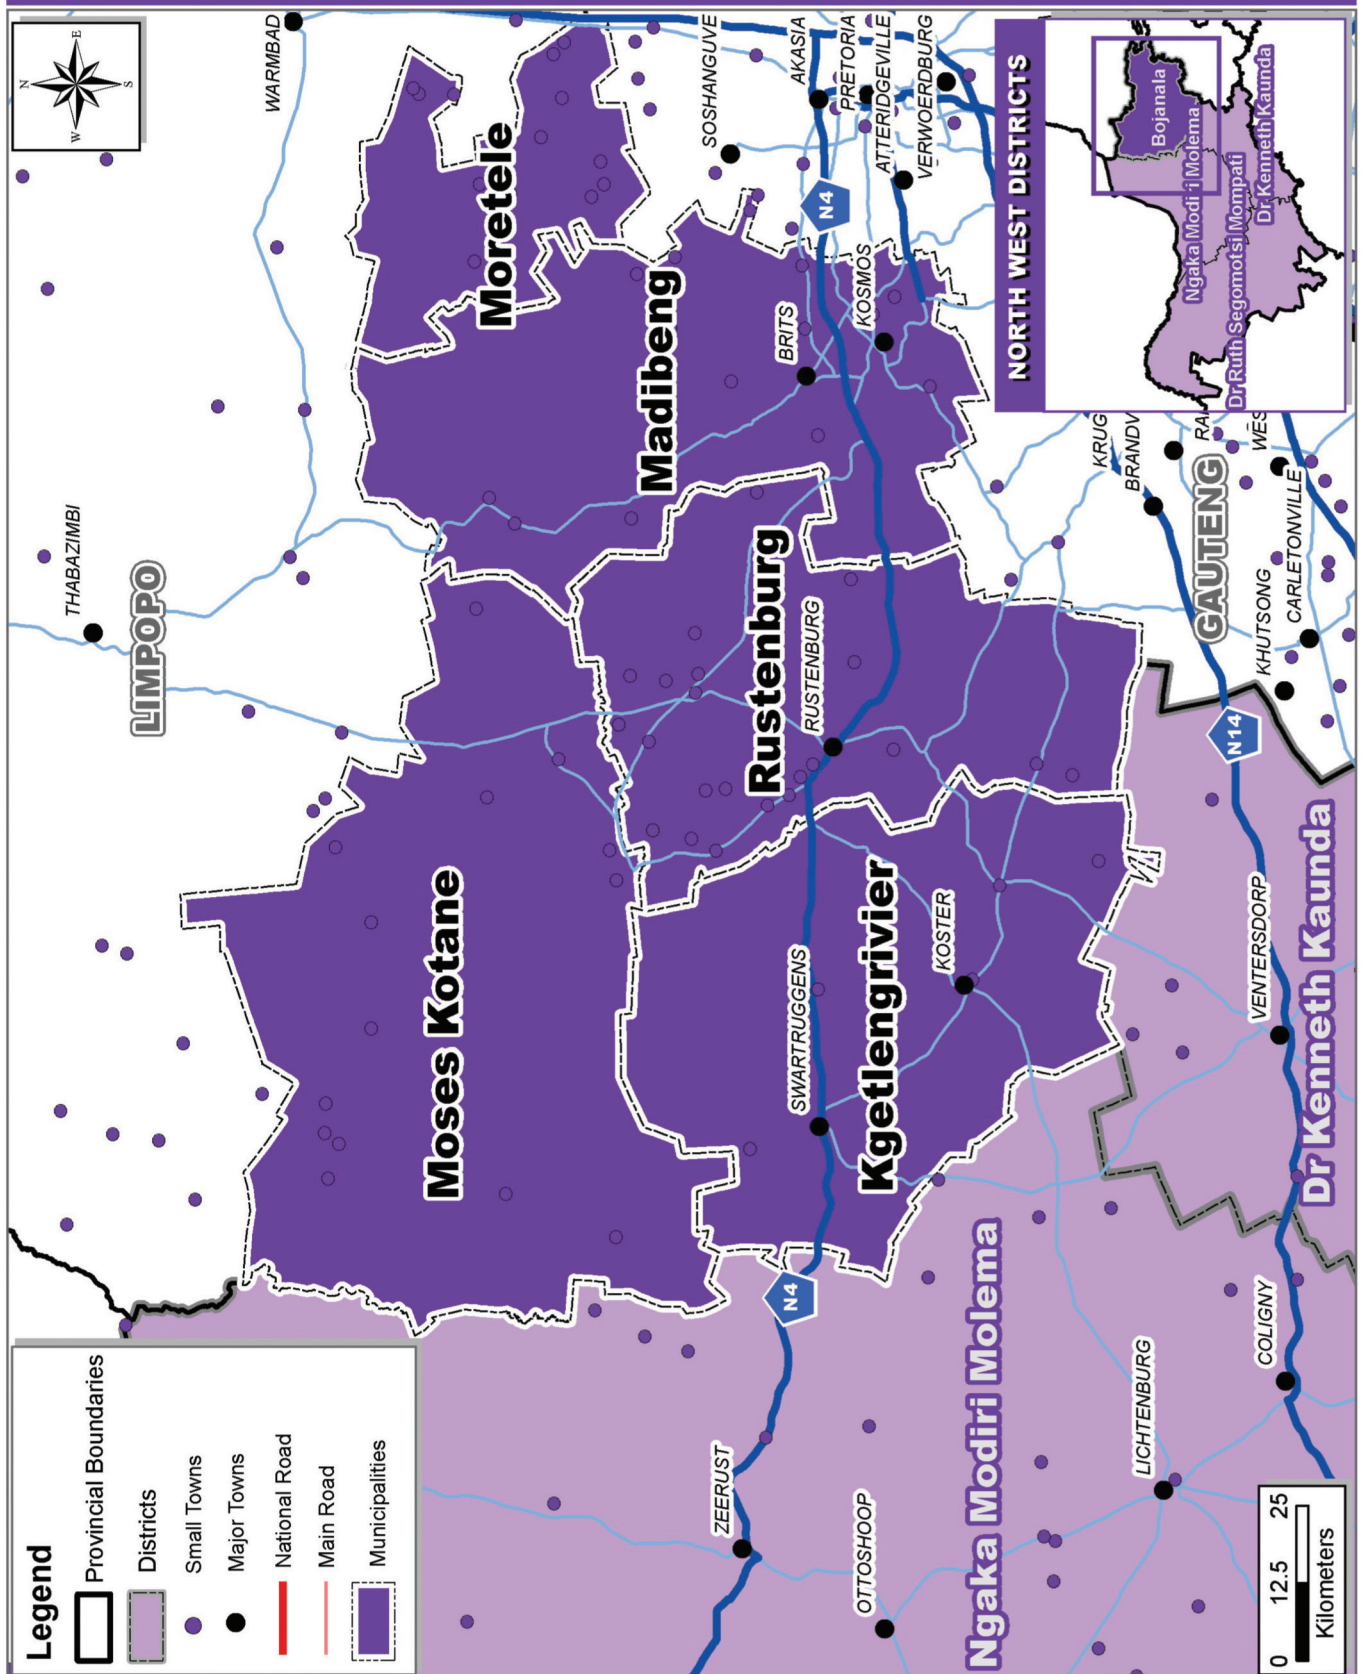 Legend
Provincial Boundaries
Districts
Small Towns
Major Towns
National Road
Main Road
Municipalities
N
E
S
W
LIMPOPO
THABAZIMBI
WARMBAD
Moses Kotane
Moretele
Madibeng
Rustenburg
Kgetlengrivier
RUSTENBURG
BRITS
KOSMOS
SWARTRUGGENS
KOSTER
SOSHANGUVE
AKASIA
PRETORIA
ATTERIDGEVILLE
VERWOERDBURG
N4
N4
ZEERUST
OTTOSHOOP
LICHTENBURG
COLIGNY
VENTERSDORP
Ngaka Modiri Molema
Dr Kenneth Kaunda
N14
GAUTENG
KHUTSONG
CARLETONVILLE
KRUG
BRANDV
RA
WES
0 12.5 25
Kilometers
NORTH WEST DISTRICTS
Bojanala
Ngaka Modiri Molema
Dr Ruth Segomotsi Mompati
Dr Kenneth Kaunda